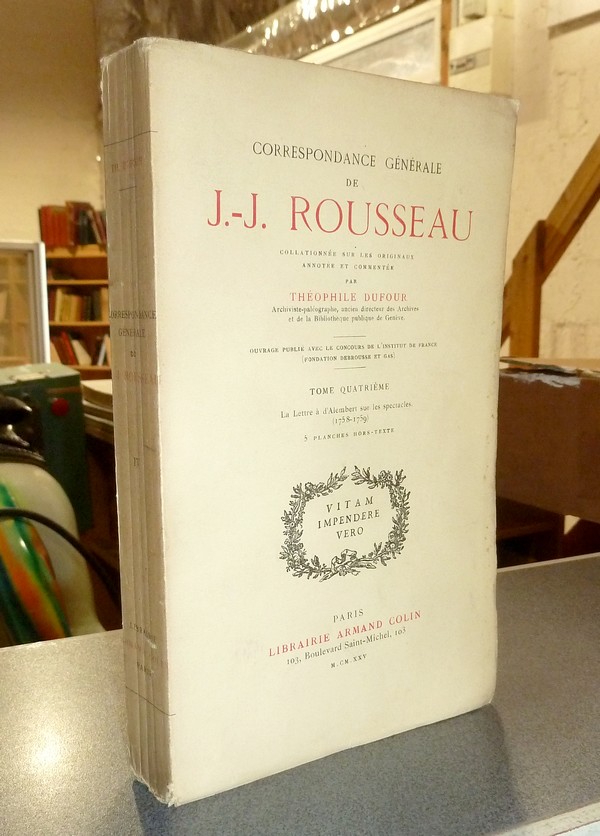 CORRESPONDANCE GÉNÉRALE
DE
J.-J. ROUSSEAU
COLLATIONNÉE SUR LES ORIGINAUX
ANNOTÉE ET COMMENTÉE
PAR
THÉOPHILE DUFOUR
Archiviste-paléographe, ancien directeur des Archives
et de la Bibliothèque publique de Genève.
OUVRAGE PUBLIÉ AVEC LE CONCOURS DE L'INSTITUT DE FRANCE
(FONDATION DEBROUSSE ET GAS)
TOME QUATRIÈME
La Lettre à d'Alembert sur les spectacles.
(1758-1759)
5 PLANCHES HORS-TEXTE
VITAM
IMPENDERE
VERO
PARIS
LIBRAIRIE ARMAND COLIN
103, Boulevard Saint-Michel, 103
M.CM.XXV
CORRESPONDANCE
GÉNÉRALE
DE
ROUSSEAU